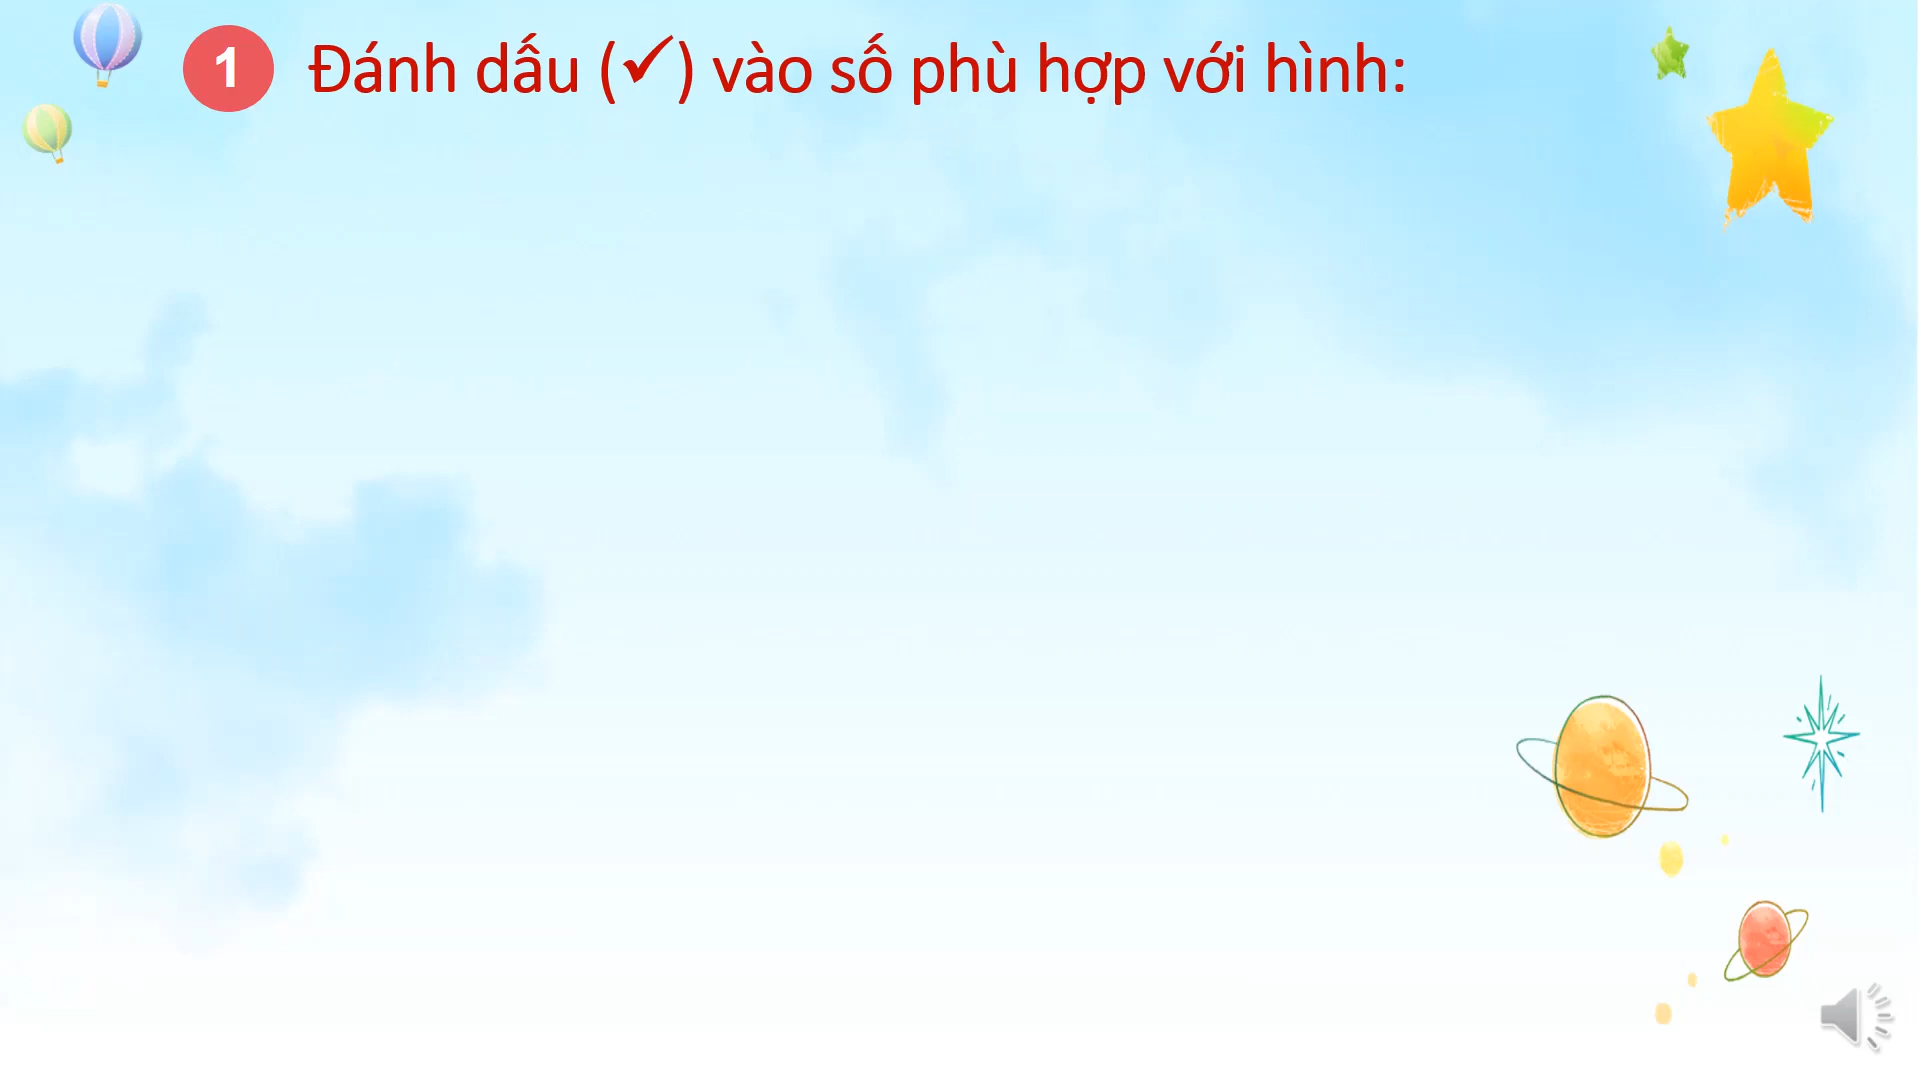 1 Đánh dấu (✓) vào số phù hợp với hình: